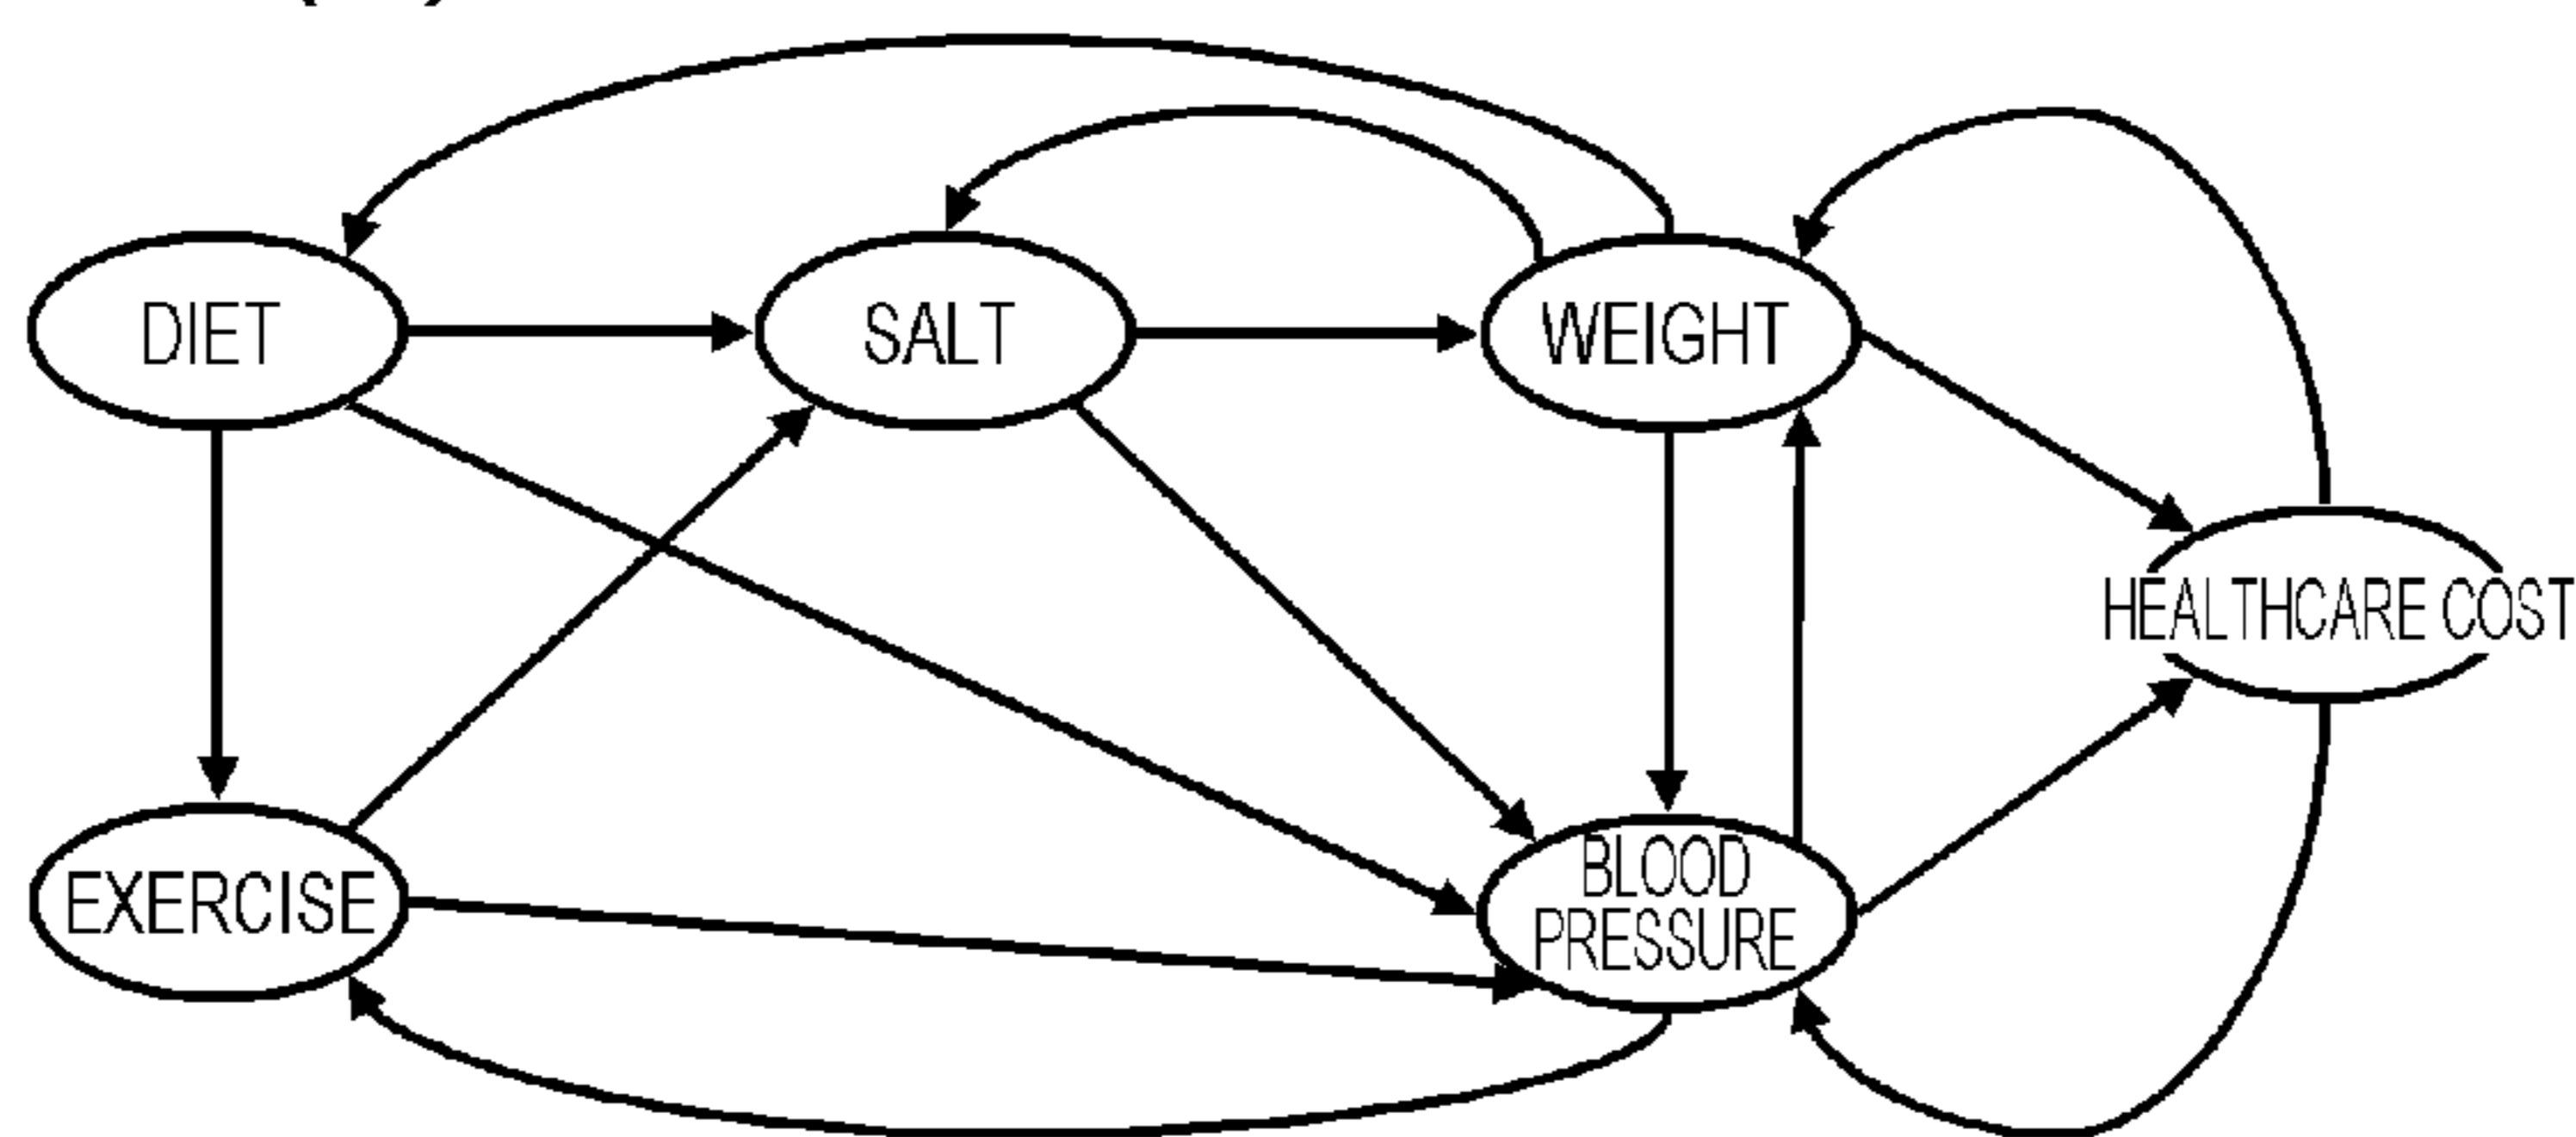 DIET
SALT
WEIGHT
HEALTHCARE COST
EXERCISE
BLOOD
PRESSURE